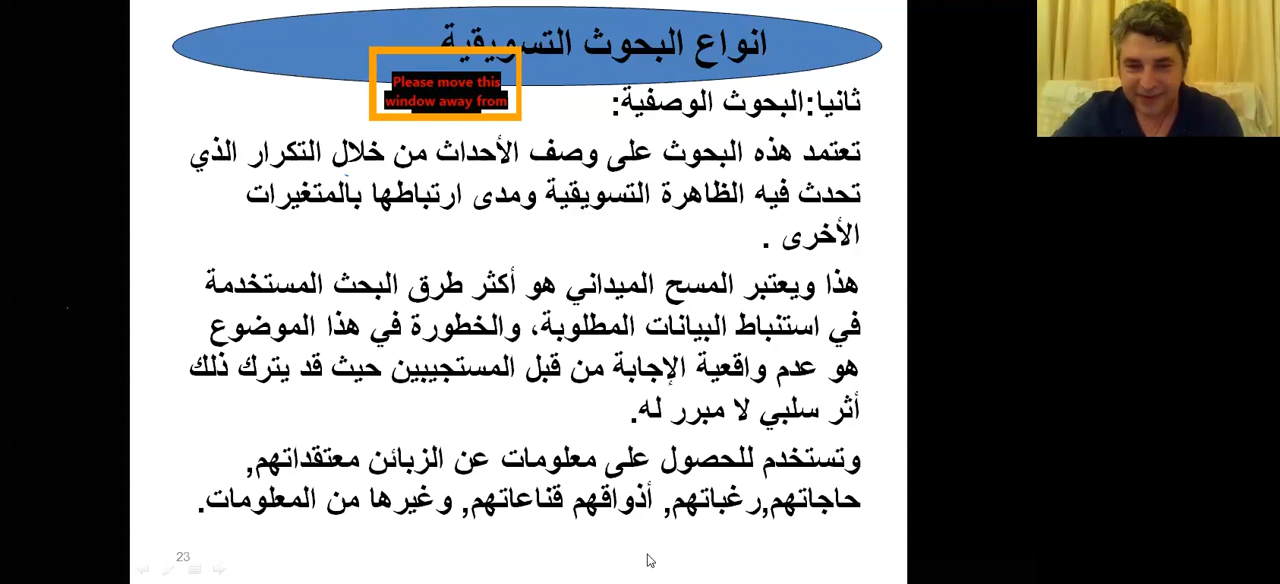 انواع البحوث التسويقية
Please move this
window away from
ثانيا:البحوث الوصفية:
تعتمد هذه البحوث على وصف الأحداث من خلال التكرار الذي
تحدث فيه الظاهرة التسويقية ومدى ارتباطها بالمتغيرات
الأخرى .
هذا ويعتبر المسح الميداني هو أكثر طرق البحث المستخدمة
في استنباط البيانات المطلوبة، والخطورة في هذا الموضوع
هو عدم واقعية الإجابة من قبل المستجيبين حيث قد يترك ذلك
أثر سلبي لا مبرر له.
وتستخدم للحصول على معلومات عن الزبائن معتقداتهم,
حاجاتهم,رغباتهم, أذواقهم قناعاتهم, وغيرها من المعلومات.
23